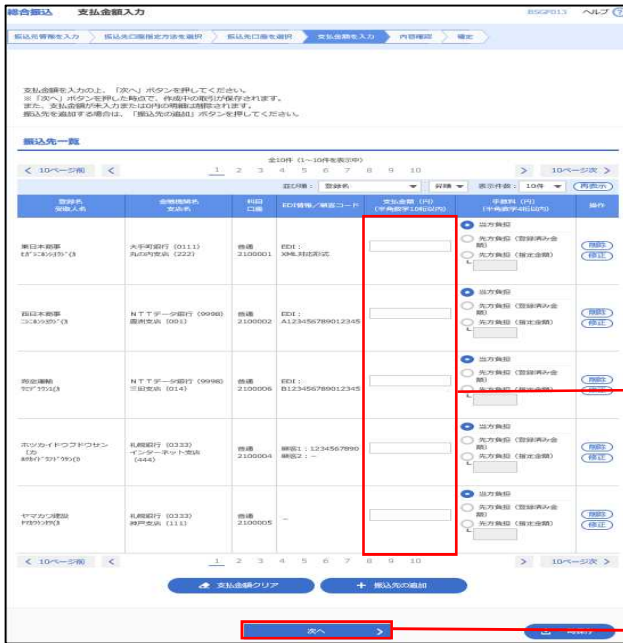 総合振込 支払金額入力 BSGF013 ヘルプ ?
振込先情報を入力 振込先口座指定方法を選択 振込先口座を選択 支払金額を入力 内容確認 確定
支払金額を入力の上、「次へ」ボタンを押してください。
※「次へ」ボタンを押した時点で、作成中の取引が保存されます。
また、支払金額が未入力または0円の明細は削除されます。
振込先を追加する場合は、「振込先の追加」ボタンを押してください。
振込先一覧
全10件（1～10件を表示中）
< 10ページ前 < 1 2 3 4 5 6 7 8 9 10 > 10ページ次 >
並び順： 登録名 昇順 表示件数： 10件 再表示
登録名 金融機関名 科目 EDI情報／顧客コード 支払金額（円） 手数料（円） 操作
受取人名 支店名 口座 （半角数字10桁以内） （半角数字4桁以内）
当方負担
東日本商事 大手町銀行（0111） 普通 EDI： 先方負担（登録済み金額） 削除
丸の内支店（222） 2100001 XML対応形式 先方負担（指定金額） 修正
当方負担
西日本商事 ＮＴＴデータ銀行（9998） 普通 EDI： 先方負担（登録済み金額） 削除
豊洲支店（001） 2100002 A123456789012345 先方負担（指定金額） 修正
当方負担
ＮＴＴデータ銀行（9998） 普通 EDI： 先方負担（登録済み金額） 削除
三田支店（014） 2100006 B123456789012345 先方負担（指定金額） 修正
当方負担
ホツカイドウブドウセン（カ 札幌銀行（0333） 普通 顧客1：1234567890 先方負担（登録済み金額） 削除
インターネット支店（444） 2100004 顧客2：－ 先方負担（指定金額） 修正
当方負担
ヤマカワ建設 札幌銀行（0333） 普通 － 先方負担（登録済み金額） 削除
神戸支店（111） 2100005 先方負担（指定金額） 修正
< 10ページ前 < 1 2 3 4 5 6 7 8 9 10 > 10ページ次 >
支払金額クリア ＋ 振込先の追加
次へ >